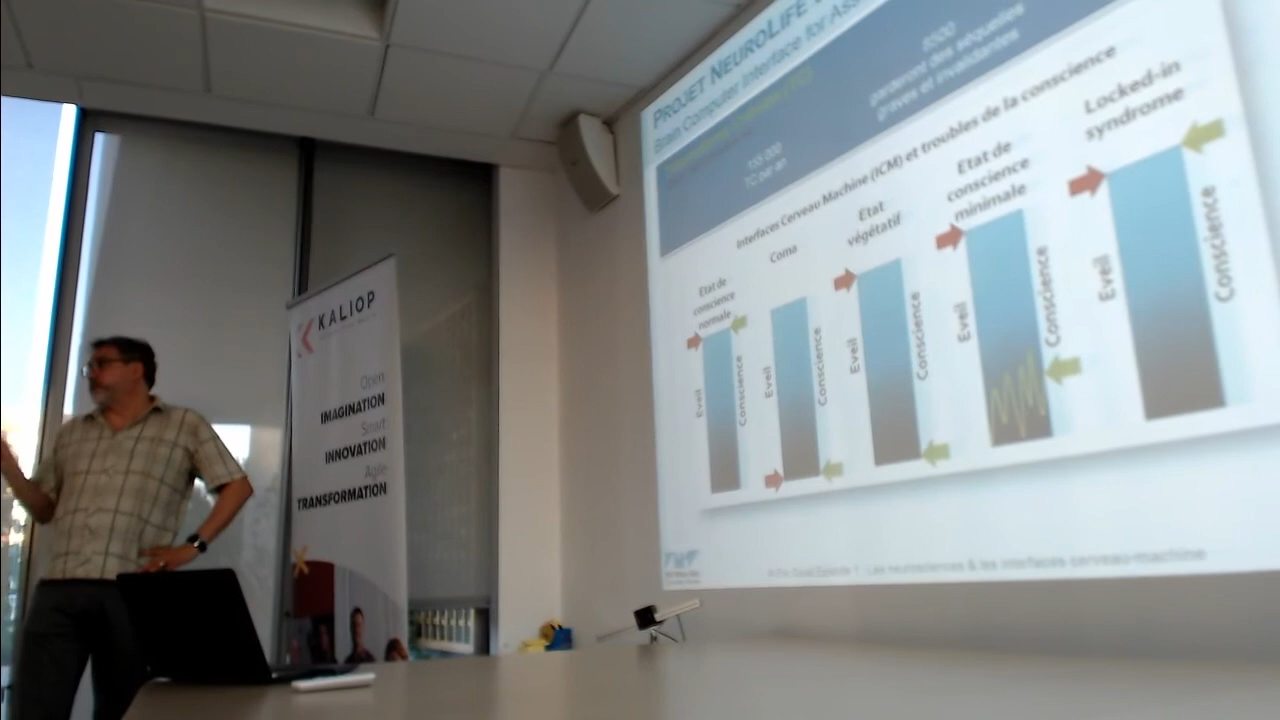 KALIOP
Open
IMAGINATION
Smart
INNOVATION
Agile
TRANSFORMATION
PROJET NEUROLIFE
Brain Computer Interface for Ass
155 000
TC par an
8500
garderont des séquelles
graves et invalidantes
Interfaces Cerveau Machine (ICM) et troubles de la conscience
Etat de
conscience
normale
Eveil
Conscience
Coma
Eveil
Conscience
Etat
végétatif
Eveil
Conscience
Etat de
conscience
minimale
Eveil
Conscience
Locked-in
syndrome
Eveil
Conscience
Les neurosciences & les interfaces cerveau-machine